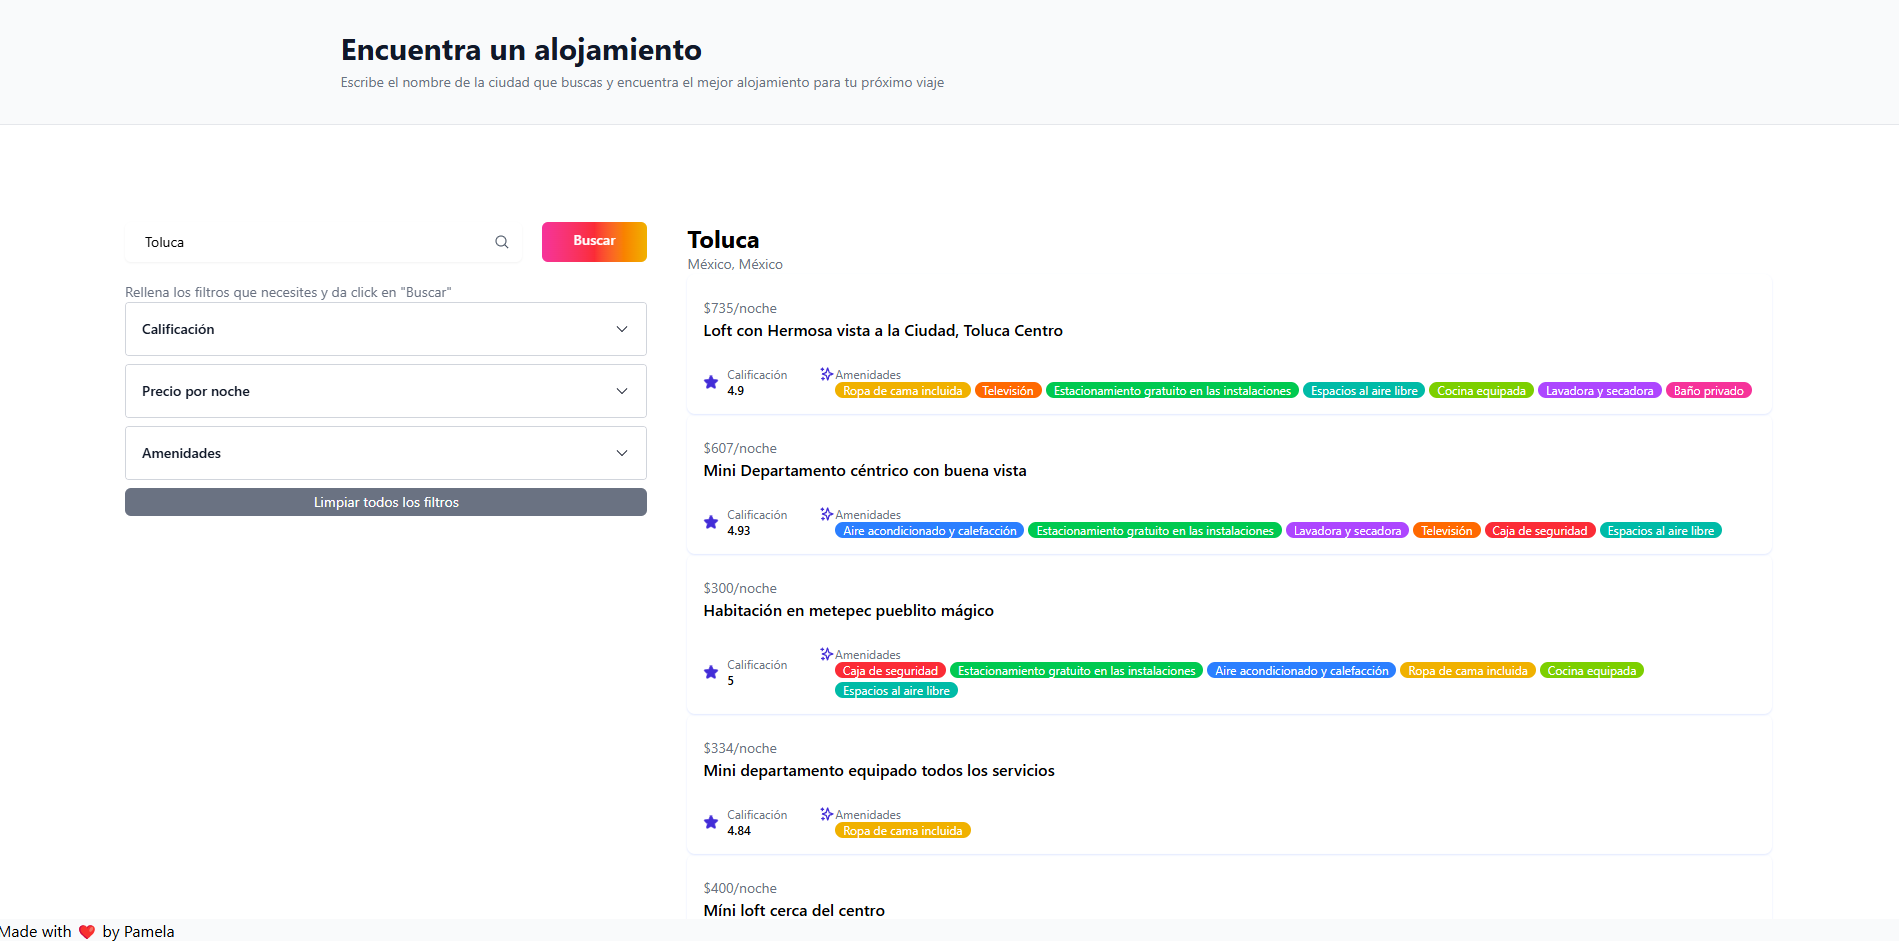 Encuentra un alojamiento
Escribe el nombre de la ciudad que buscas y encuentra el mejor alojamiento para tu próximo viaje
Toluca
Buscar
Rellena los filtros que necesites y da click en "Buscar"
Calificación
Precio por noche
Amenidades
Limpiar todos los filtros
Toluca
México, México
$735/noche
Loft con Hermosa vista a la Ciudad, Toluca Centro
Calificación
4.9
Amenidades
Ropa de cama incluida Televisión Estacionamiento gratuito en las instalaciones Espacios al aire libre Cocina equipada Lavadora y secadora Baño privado
$607/noche
Mini Departamento céntrico con buena vista
Calificación
4.93
Amenidades
Aire acondicionado y calefacción Estacionamiento gratuito en las instalaciones Lavadora y secadora Televisión Caja de seguridad Espacios al aire libre
$300/noche
Habitación en metepec pueblito mágico
Calificación
5
Amenidades
Caja de seguridad Estacionamiento gratuito en las instalaciones Aire acondicionado y calefacción Ropa de cama incluida Cocina equipada
Espacios al aire libre
$334/noche
Mini departamento equipado todos los servicios
Calificación
4.84
Amenidades
Ropa de cama incluida
$400/noche
Míni loft cerca del centro
Made with ❤️ by Pamela